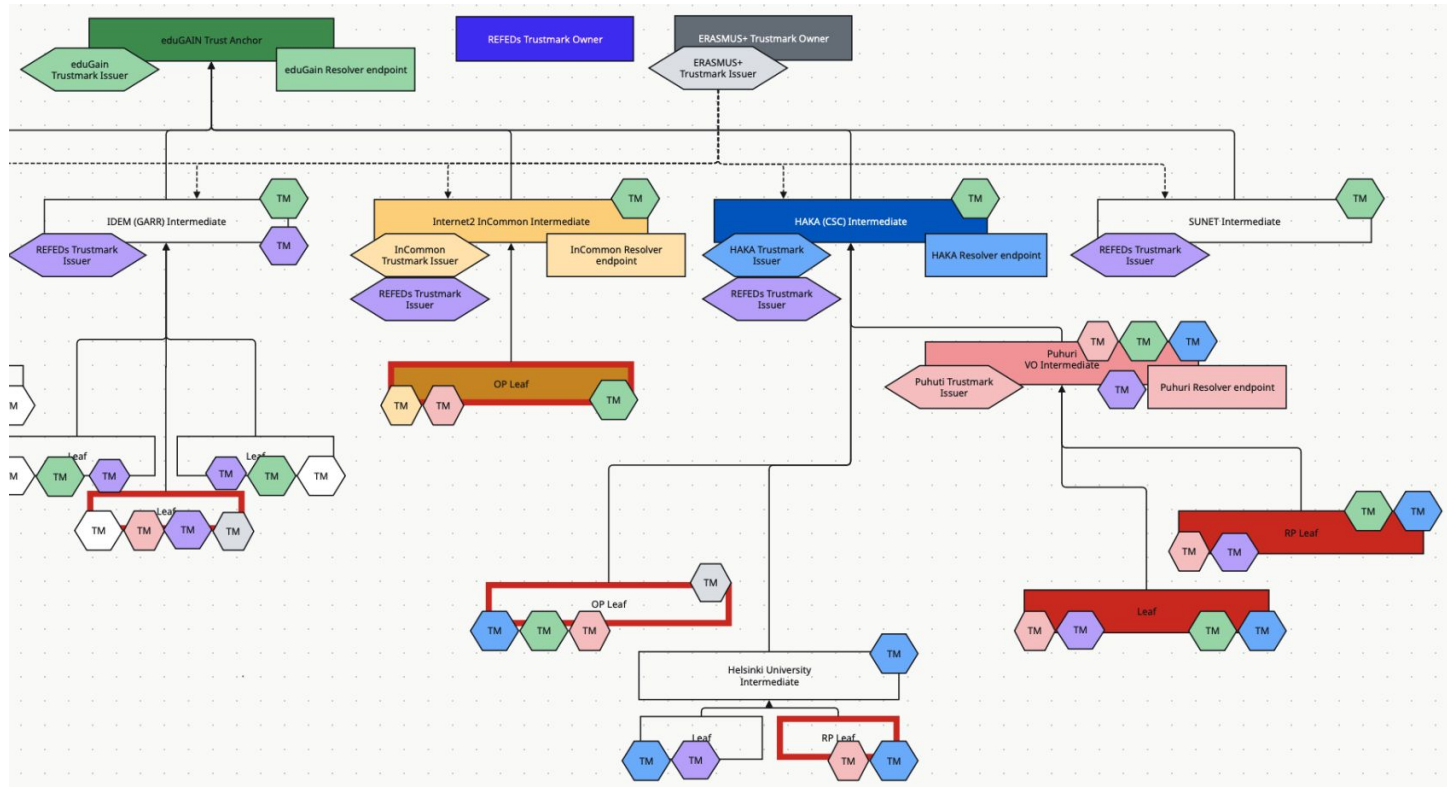 eduGAIN Trust Anchor
REFEDs Trustmark Owner
ERASMUS+ Trustmark Owner
eduGain
Trustmark Issuer
eduGain Resolver endpoint
ERASMUS+
Trustmark Issuer
TM
TM
TM
TM
IDEM (GARR) Intermediate
Internet2 InCommon Intermediate
HAKA (CSC) Intermediate
SUNET Intermediate
REFEDs Trustmark
Issuer
TM
InCommon
Trustmark Issuer
InCommon Resolver
endpoint
HAKA Trustmark
Issuer
HAKA Resolver endpoint
REFEDs Trustmark
Issuer
REFEDs Trustmark
Issuer
REFEDs Trustmark
Issuer
TM
TM
TM
Puhuri
VO Intermediate
Puhuti Trustmark
Issuer
TM
Puhuri Resolver endpoint
OP Leaf
TM
TM
TM
TM
Leaf
Leaf
TM
TM
TM
TM
TM
TM
Leaf
TM
TM
TM
TM
TM
TM
RP Leaf
TM
TM
TM
OP Leaf
TM
TM
TM
Leaf
TM
TM
TM
TM
TM
Helsinki University
Intermediate
Leaf
RP Leaf
TM
TM
TM
TM